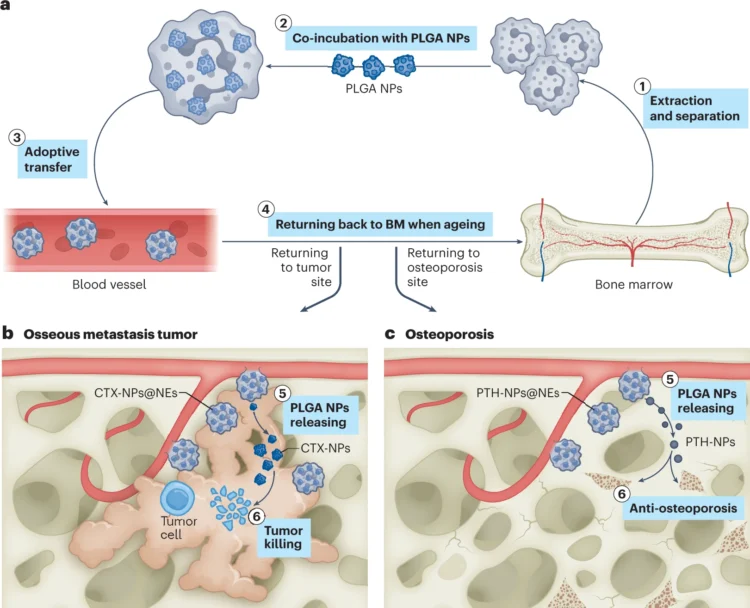 a
2
Co-incubation with PLGA NPs
PLGA NPs
1
Extraction
and separation
3
Adoptive
transfer
4
Returning back to BM when ageing
Returning
to tumor
site
Returning to
osteoporosis
site
Blood vessel
Bone marrow
b Osseous metastasis tumor
CTX-NPs@NEs
5
PLGA NPs
releasing
CTX-NPs
Tumor
cell
6
Tumor
killing
c Osteoporosis
PTH-NPs@NEs
5
PLGA NPs
releasing
PTH-NPs
6
Anti-osteoporosis